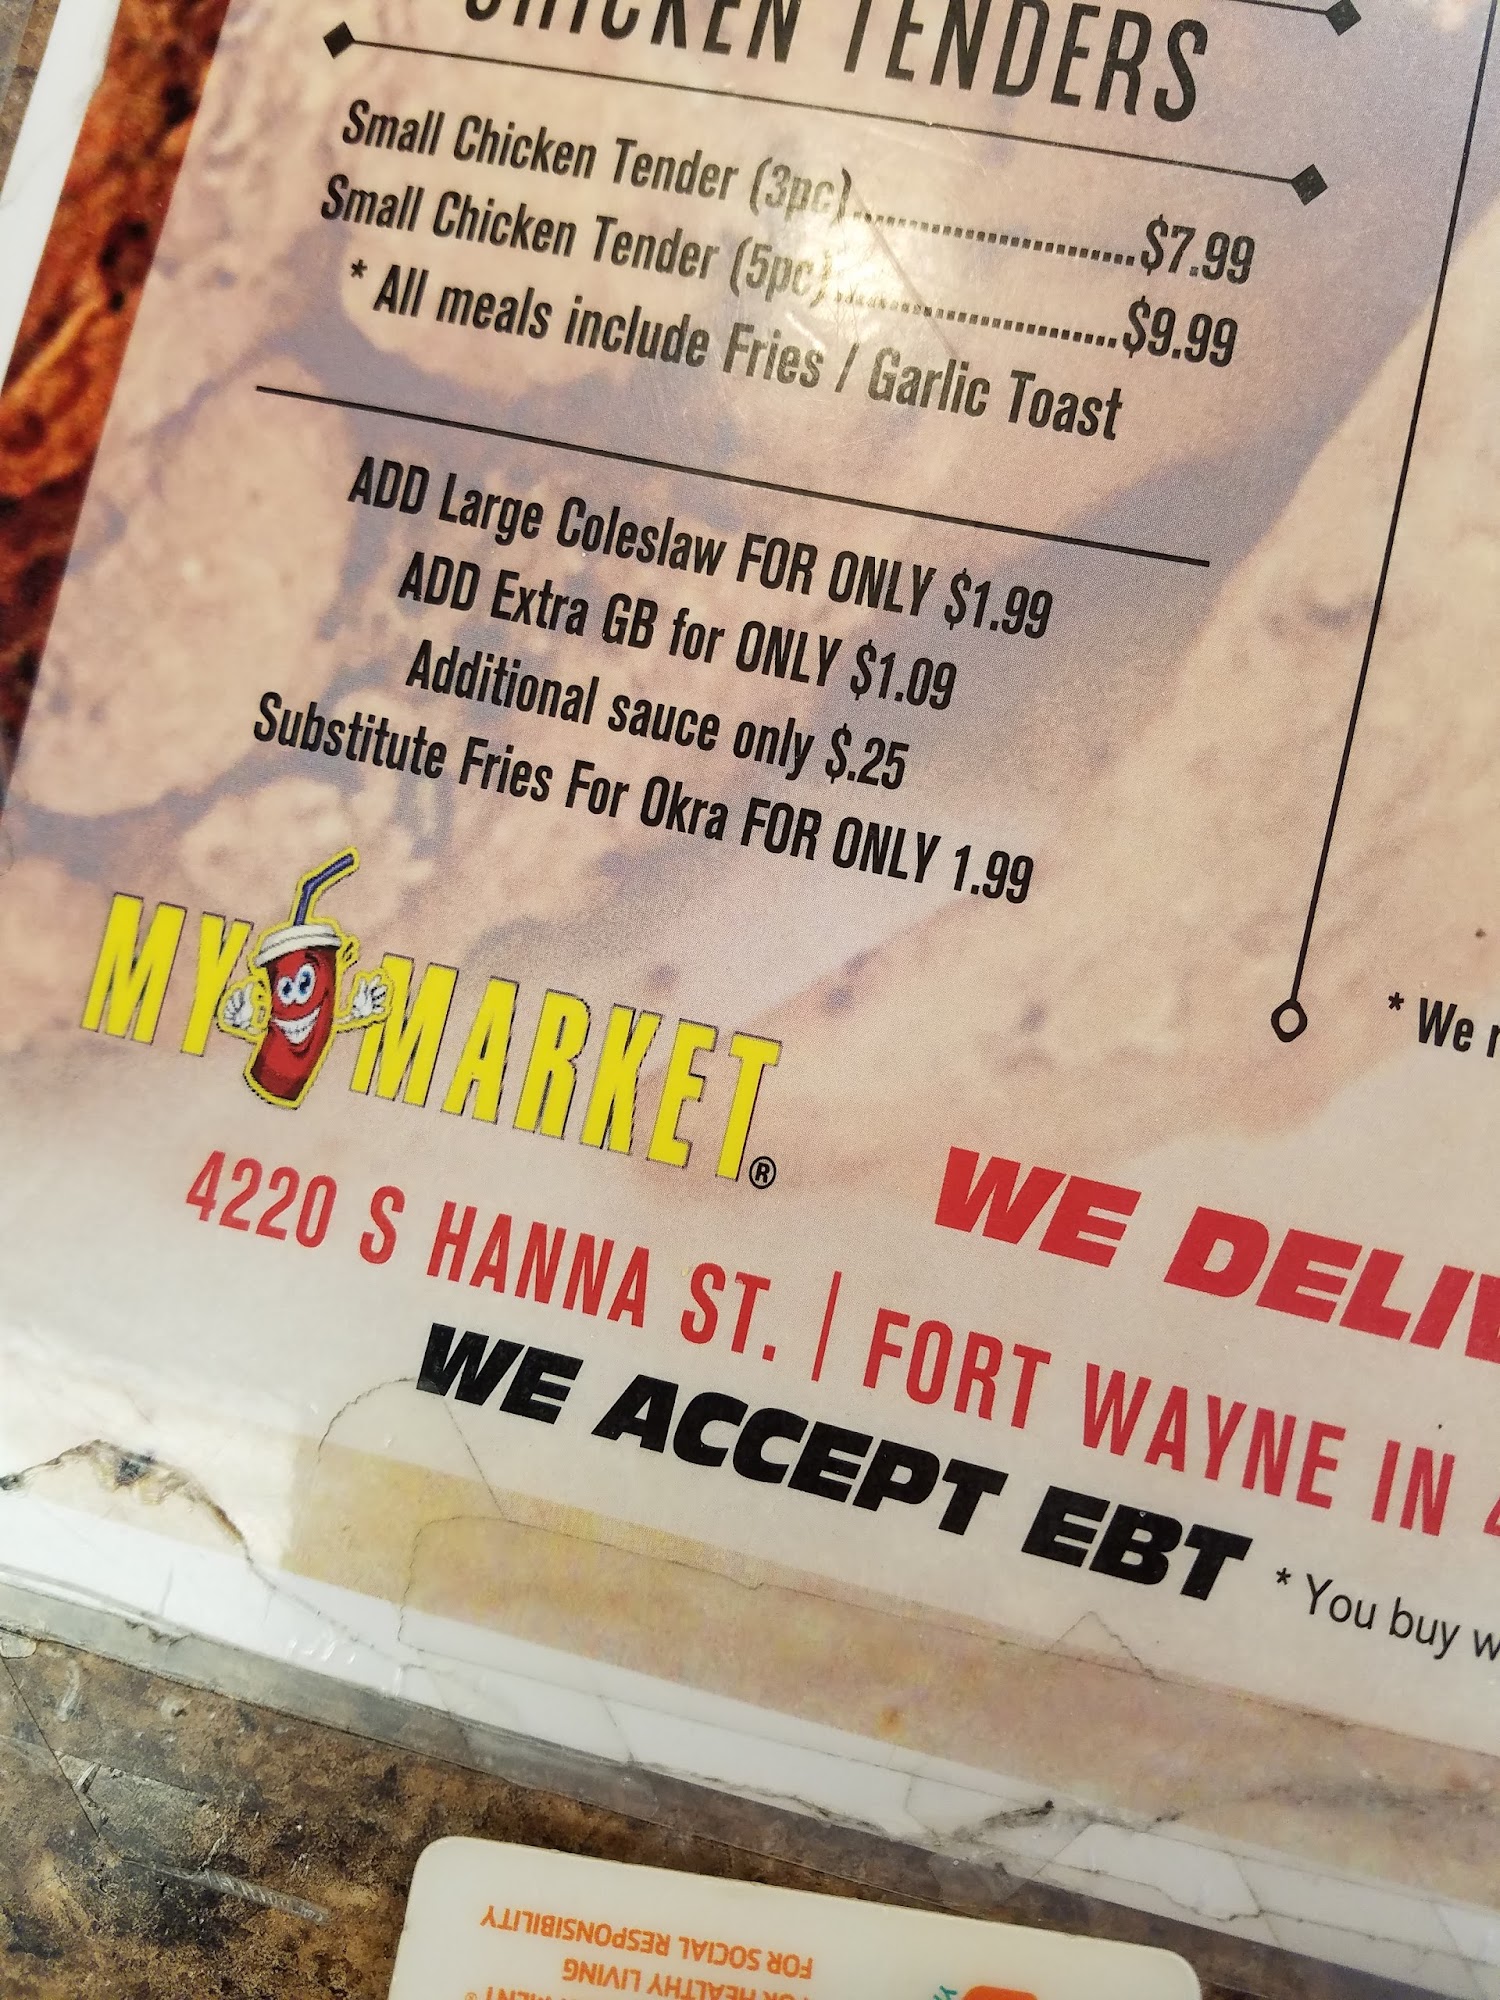 CHICKEN TENDERS
Small Chicken Tender (3pc)..............................$7.99
Small Chicken Tender (5pc)..............................$9.99
* All meals include Fries / Garlic Toast
ADD Large Coleslaw FOR ONLY $1.99
ADD Extra GB for ONLY $1.09
Additional sauce only $.25
Substitute Fries For Okra FOR ONLY 1.99
* We
MY MARKET®
WE
4220 S HANNA ST. | FORT WAYNE IN
WE ACCEPT EBT * You buy
FOR SOCIAL RESPONSIBILITY
HEALTHY LIVING